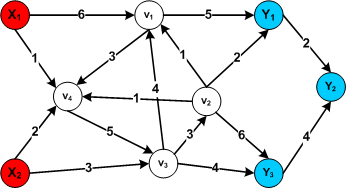 X₁ 6 v₁ 5 Y₁
1 3 1 2 2
4
v₄ 1 v₂ Y₂
2 5 3 6 4
X₂ 3 v₃ 4 Y₃